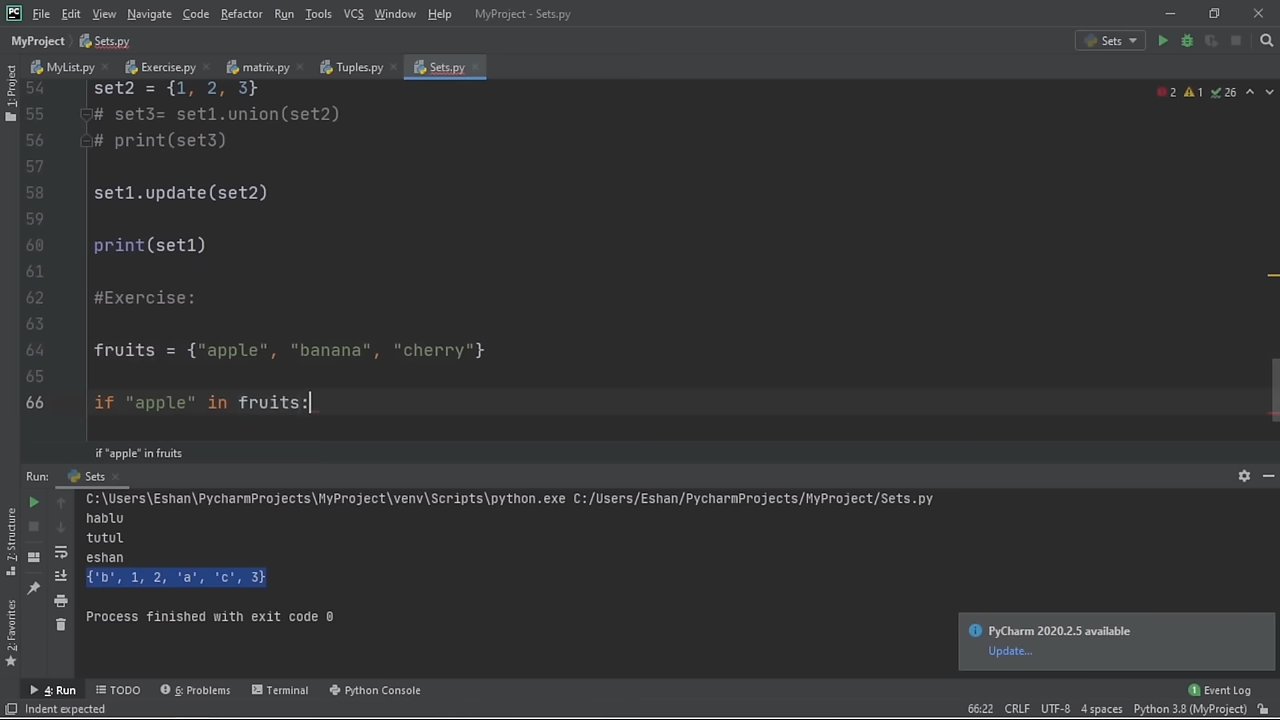 PC File Edit View Navigate Code Refactor Run Tools VCS Window Help MyProject - Sets.py
MyProject Sets.py Sets
MyList.py Exercise.py matrix.py Tuples.py Sets.py
1: Project
2 1 26
54 set2 = {1, 2, 3}
55 # set3= set1.union(set2)
56 # print(set3)
57
58 set1.update(set2)
59
60 print(set1)
61
62 #Exercise:
63
64 fruits = {"apple", "banana", "cherry"}
65
66 if "apple" in fruits:
if "apple" in fruits
Run: Sets
C:\Users\Eshan\PycharmProjects\MyProject\venv\Scripts\python.exe C:/Users/Eshan/PycharmProjects/MyProject/Sets.py
hablu
tutul
eshan
{'b', 1, 2, 'a', 'c', 3}
Process finished with exit code 0
7: Structure
2: Favorites
PyCharm 2020.2.5 available
Update...
4: Run TODO 6: Problems Terminal Python Console 1 Event Log
Indent expected 66:22 CRLF UTF-8 4 spaces Python 3.8 (MyProject)